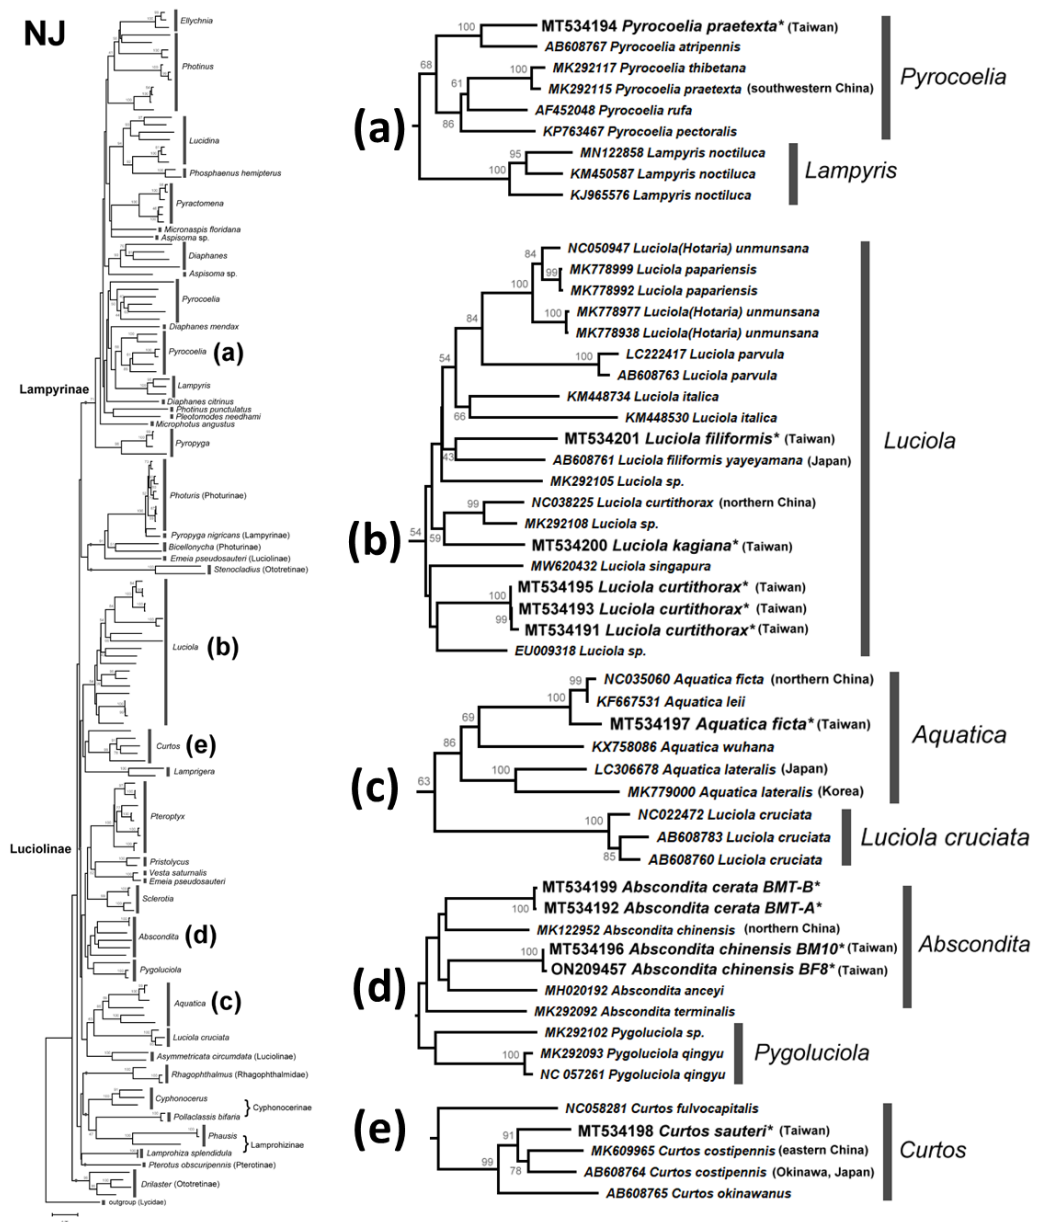 NJ
Ellychnia
Photinus
Lucidina
Phosphaenus hemipterus
Pyractomena
Micronaspis floridana
Aspisoma sp.
Diaphanes
Aspisoma sp.
Pyrocoelia
Diaphanes mendax
Pyrocoelia
(a)
Lampyrinae
Lampyris
Diaphanes citrinus
Photinus punctulatus
Pleotomodes needhami
Microphotus angustus
Pyropyga
Photuris (Photurinae)
Pyropyga nigricans (Lampyrinae)
Bicellonycha (Photurinae)
Emeia pseudosauteri (Luciolinae)
Stenocladius (Ototretinae)
Luciola
(b)
Curtos
(e)
Lamprigera
Pteroptyx
Luciolinae
Pristolycus
Vesta saturnalis
Emeia pseudosauteri
Sclerotia
Abscondita
(d)
Pygoluciola
Aquatica
(c)
Luciola cruciata
Asymmetricata circumdata (Luciolinae)
Rhagophthalmus (Rhagophthalmidae)
Cyphonocerus
Cyphonocerinae
Pollaclassis bifaria
Phausis
Lamprohizinae
Lamprohiza splendidula
Pterotus obscuripennis (Pterotinae)
Drilaster (Ototretinae)
outgroup (Lycidae)
(a)
100
MT534194 Pyrocoelia praetexta* (Taiwan)
AB608767 Pyrocoelia atripennis
68
100
MK292117 Pyrocoelia thibetana
61
MK292115 Pyrocoelia praetexta (southwestern China)
AF452048 Pyrocoelia rufa
86
KP763467 Pyrocoelia pectoralis
Pyrocoelia
95
MN122858 Lampyris noctiluca
100
KM450587 Lampyris noctiluca
KJ965576 Lampyris noctiluca
Lampyris
(b)
NC050947 Luciola(Hotaria) unmunsana
84
MK778999 Luciola papariensis
99
100
MK778992 Luciola papariensis
100
MK778977 Luciola(Hotaria) unmunsana
84
MK778938 Luciola(Hotaria) unmunsana
100
LC222417 Luciola parvula
54
AB608763 Luciola parvula
KM448734 Luciola italica
66
KM448530 Luciola italica
MT534201 Luciola filiformis* (Taiwan)
43
AB608761 Luciola filiformis yayeyamana (Japan)
MK292105 Luciola sp.
99
NC038225 Luciola curtithorax (northern China)
MK292108 Luciola sp.
54
59
MT534200 Luciola kagiana* (Taiwan)
MW620432 Luciola singapura
MT534195 Luciola curtithorax* (Taiwan)
100
MT534193 Luciola curtithorax* (Taiwan)
99
MT534191 Luciola curtithorax* (Taiwan)
EU009318 Luciola sp.
Luciola
(c)
99
NC035060 Aquatica ficta (northern China)
100
KF667531 Aquatica leii
69
MT534197 Aquatica ficta* (Taiwan)
86
KX758086 Aquatica wuhana
100
LC306678 Aquatica lateralis (Japan)
63
MK779000 Aquatica lateralis (Korea)
Aquatica
100
NC022472 Luciola cruciata
AB608783 Luciola cruciata
85
AB608760 Luciola cruciata
Luciola cruciata
(d)
MT534199 Abscondita cerata BMT-B*
100
MT534192 Abscondita cerata BMT-A*
MK122952 Abscondita chinensis (northern China)
MT534196 Abscondita chinensis BM10* (Taiwan)
100
ON209457 Abscondita chinensis BF8* (Taiwan)
MH020192 Abscondita anceyi
MK292092 Abscondita terminalis
Abscondita
MK292102 Pygoluciola sp.
100
MK292093 Pygoluciola qingyu
NC 057261 Pygoluciola qingyu
Pygoluciola
(e)
NC058281 Curtos fulvocapitalis
91
MT534198 Curtos sauteri* (Taiwan)
MK609965 Curtos costipennis (eastern China)
99
78
AB608764 Curtos costipennis (Okinawa, Japan)
AB608765 Curtos okinawanus
Curtos